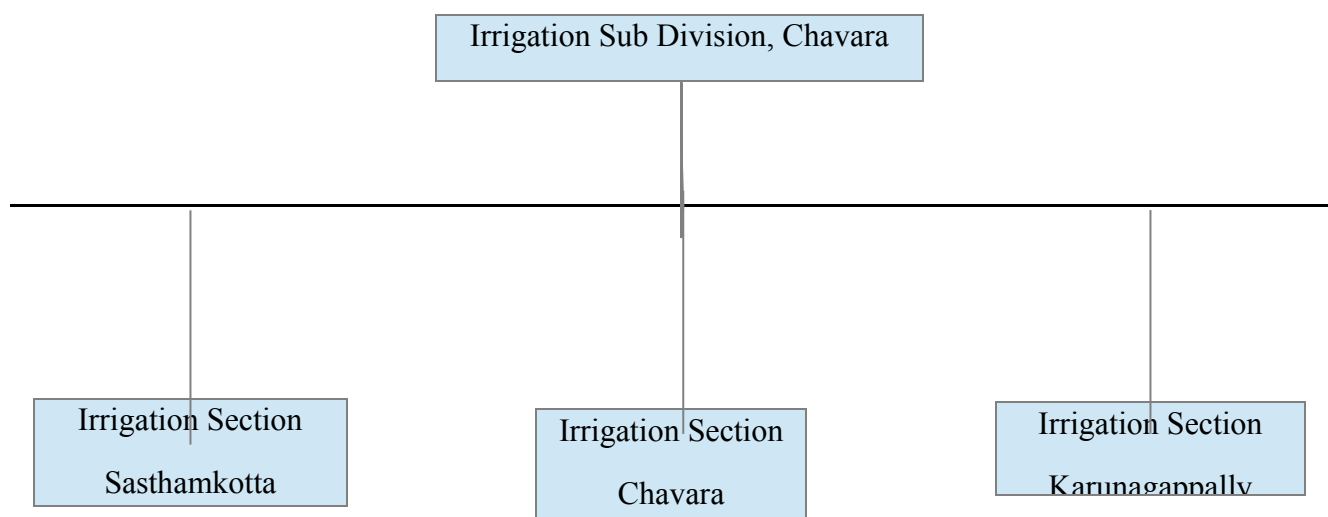 Irrigation Sub Division, Chavara
Irrigation Section
Sasthamkotta
Irrigation Section
Chavara
Irrigation Section
Karunagappally